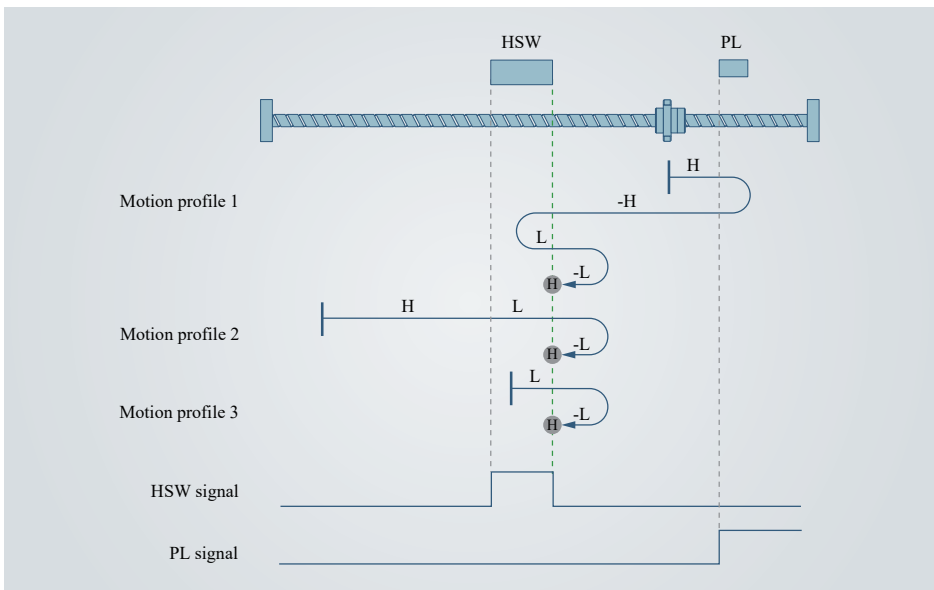 HSW PL
H
Motion profile 1 -H
L
-L
H
H L
Motion profile 2
-L
H
L
Motion profile 3 -L
H
HSW signal
PL signal